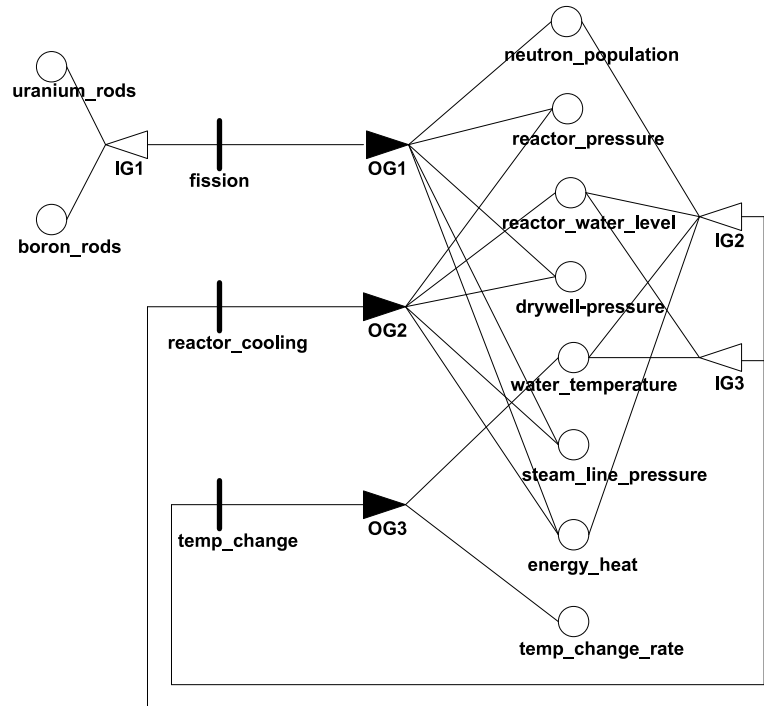 neutron_population
uranium_rods
reactor_pressure
IG1
OG1
fission
reactor_water_level
boron_rods
IG2
drywell-pressure
reactor_cooling
OG2
water_temperature
IG3
steam_line_pressure
temp_change
OG3
energy_heat
temp_change_rate